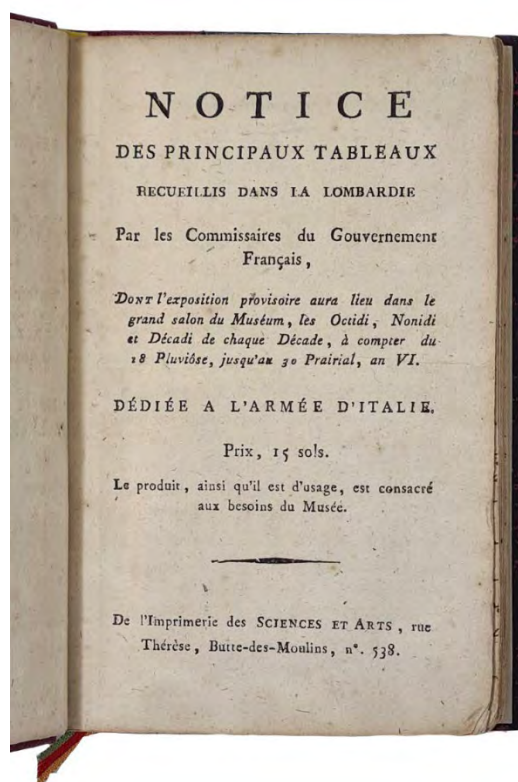 NOTICE
DES PRINCIPAUX TABLEAUX
RECUEILLIS DANS LA LOMBARDIE
Par les Commissaires du Gouvernement
Français,
DONT l'exposition provisoire aura lieu dans le
grand salon du Muséum, les Octidi, Nonidi
et Décadi de chaque Décade, à compter du
18 Pluviôse, jusqu'au 30 Prairial, an VI.
DÉDIÉE A L'ARMÉE D'ITALIE.
Prix, 15 sols.
Le produit, ainsi qu'il est d'usage, est consacré
aux besoins du Musée.
De l'Imprimerie des SCIENCES ET ARTS, rue
Thérèse, Butte-des-Moulins, n°. 538.